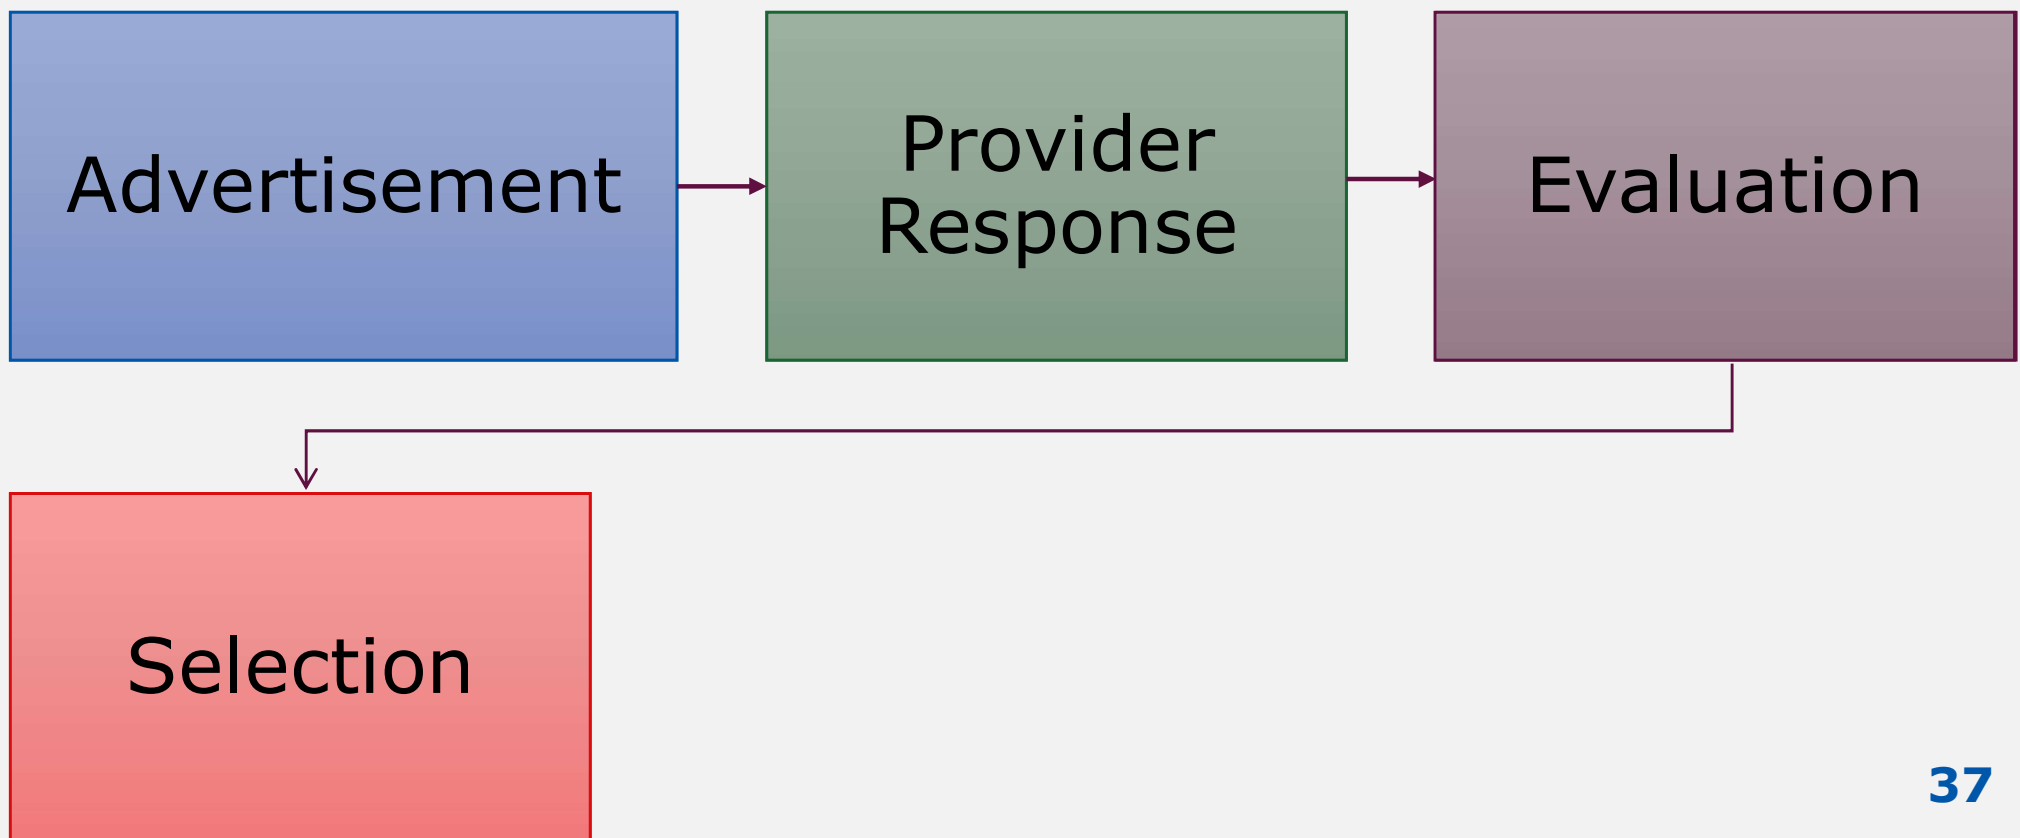 Advertisement
Provider
Response
Evaluation
Selection
37